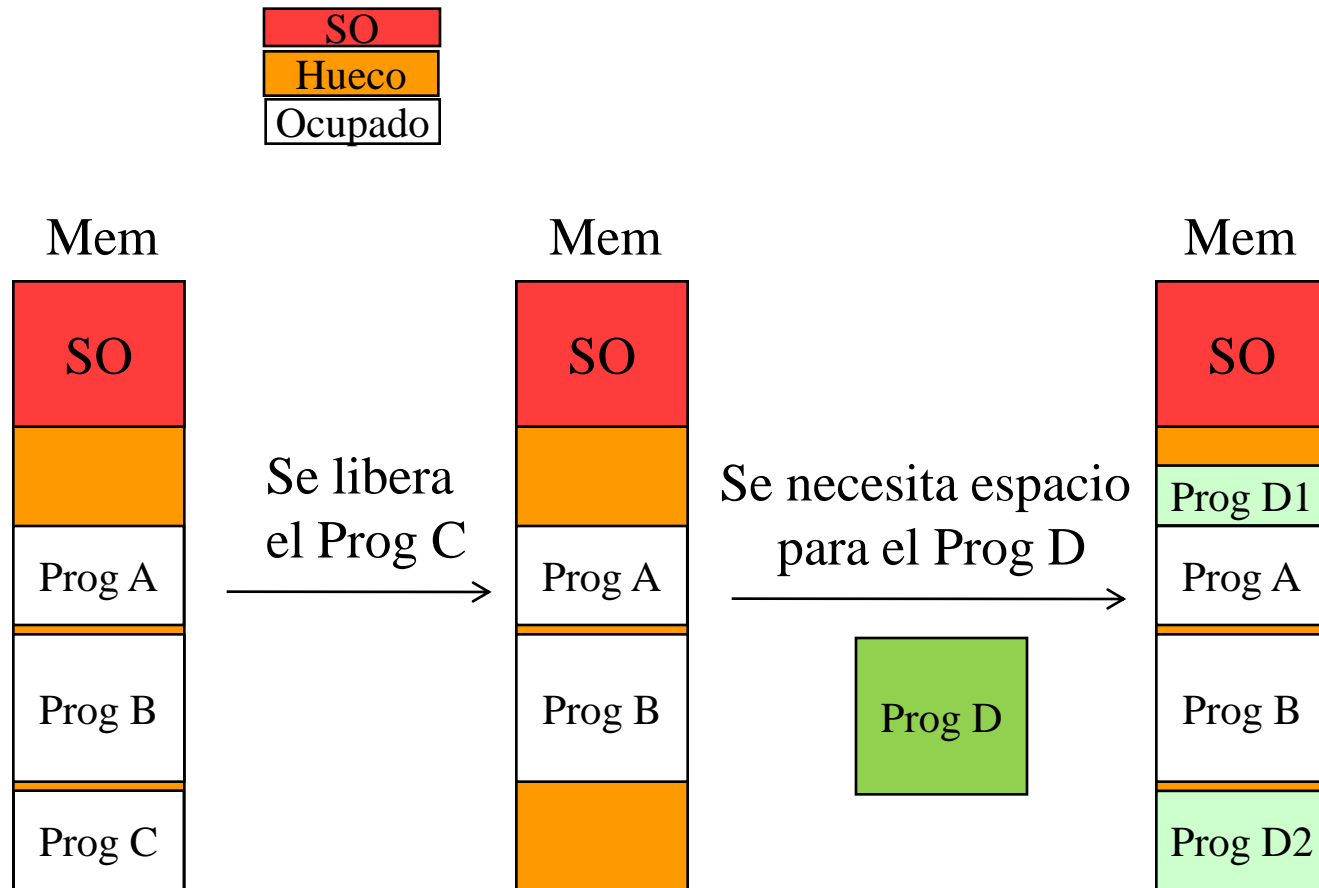 SO
Hueco
Ocupado
Mem
Mem
Mem
SO
SO
SO
Se libera
el Prog C
Se necesita espacio
para el Prog D
Prog D1
Prog A
Prog A
Prog A
Prog B
Prog B
Prog D
Prog B
Prog C
Prog D2